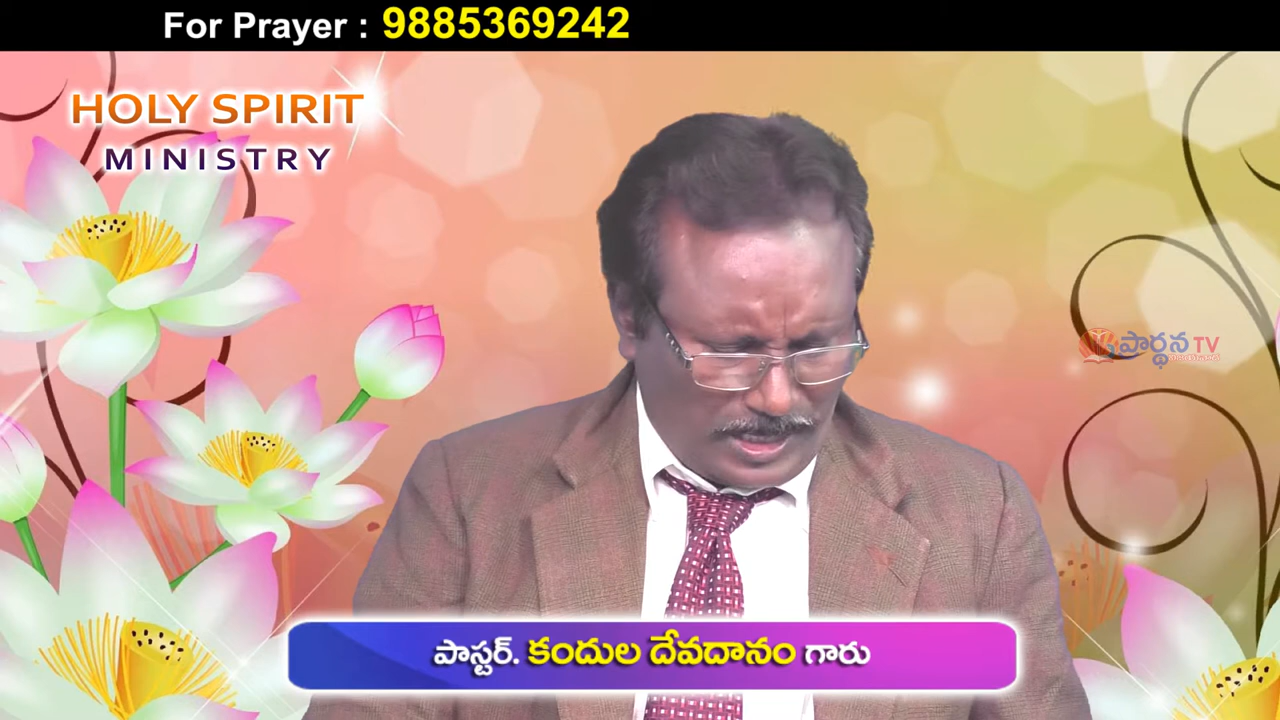 For Prayer : 9885369242
HOLY SPIRIT
MINISTRY
ప్రార్థన TV
పాస్టర్. కందుల దేవదానం గారు